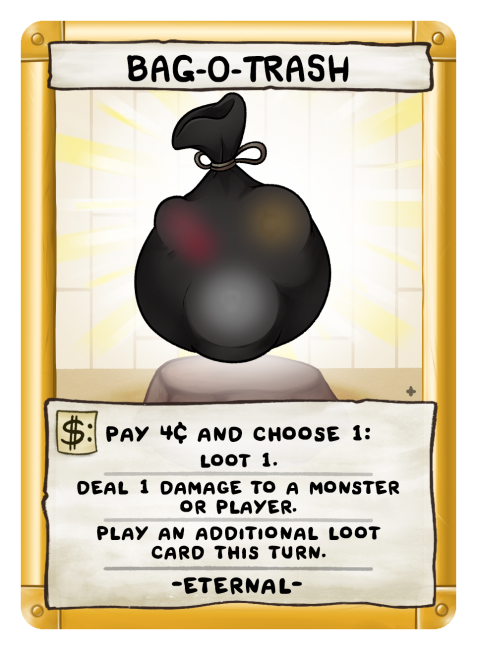 BAG-O-TRASH
$: PAY 4¢ AND CHOOSE 1:
LOOT 1.
DEAL 1 DAMAGE TO A MONSTER
OR PLAYER.
PLAY AN ADDITIONAL LOOT
CARD THIS TURN.
-ETERNAL-